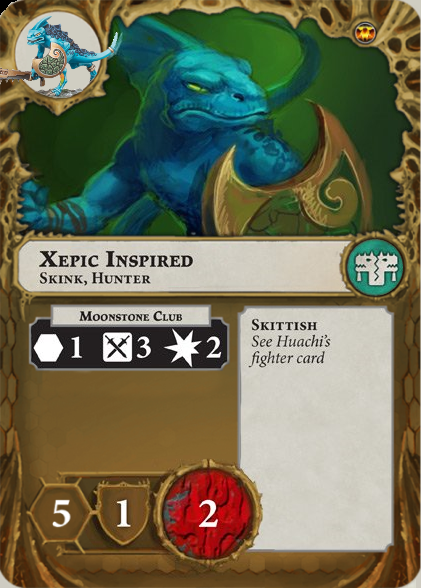 Xepic Inspired
Skink, Hunter
Moonstone Club
1 3 2
Skittish
See Huachi's
fighter card
5 1 2